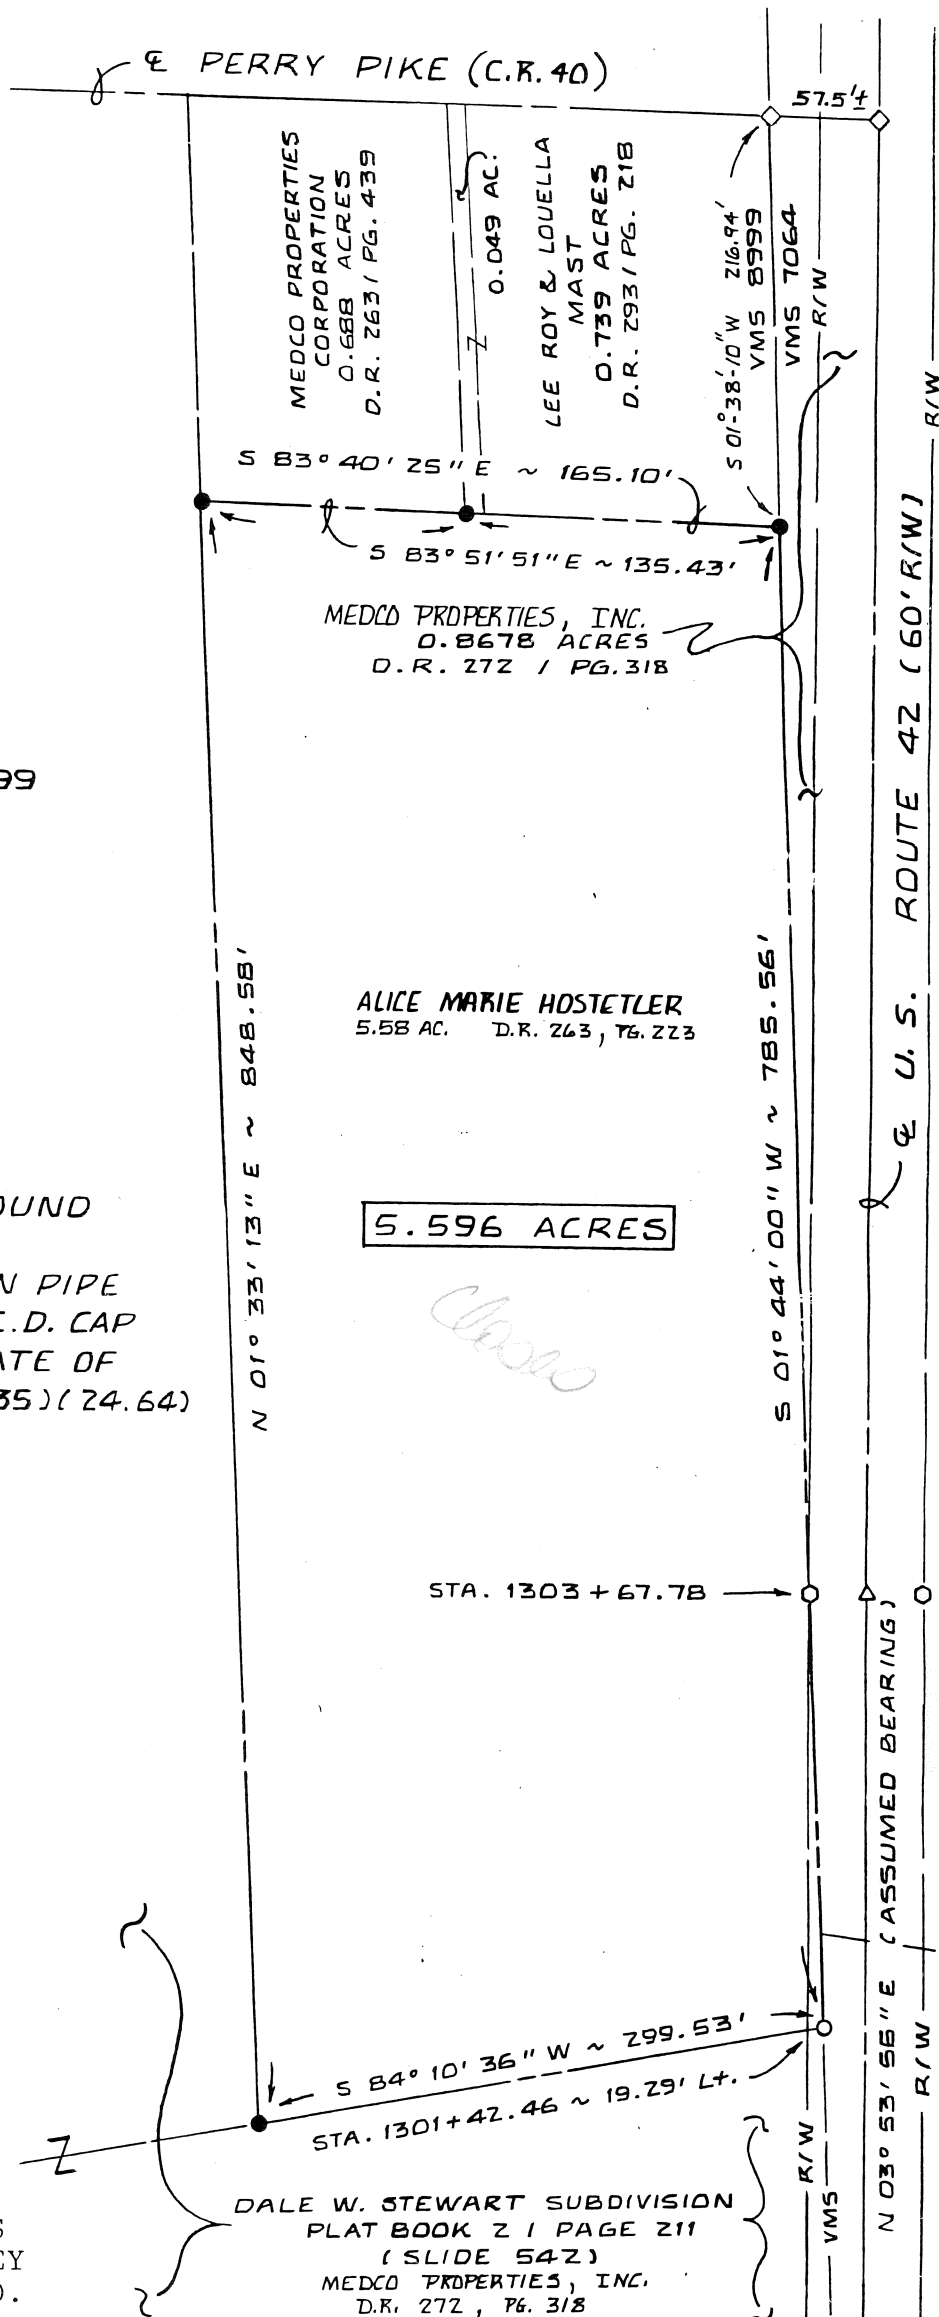 ℄ PERRY PIKE (C.R. 40)
57.5'±
MEDCO PROPERTIES
CORPORATION
0.688 ACRES
D.R. 263 / PG. 439
0.049 AC.
LEE ROY & LOUELLA
MAST
0.739 ACRES
D.R. 293 / PG. 218
S 01°-38'-10" W 216.94'
VMS 8999
VMS 7064
R/W
R/W
S 83° 40' 25" E ~ 165.10'
S 83° 51' 51" E ~ 135.43'
MEDCO PROPERTIES, INC.
0.8678 ACRES
D.R. 272 / PG. 318
℄ U.S. ROUTE 42 (60' R/W)
99
ALICE MARIE HOSTETLER
5.58 AC. D.R. 263, PG. 223
N 01° 33' 13" E ~ 848.58'
S 01° 44' 00" W ~ 785.56'
5.596 ACRES
OUND
N PIPE
C.D. CAP
ATE OF
35)(24.64)
STA. 1303 + 67.78
N 03° 53' 55" E (ASSUMED BEARING)
S 84° 10' 36" W ~ 299.53'
STA. 1301+42.46 ~ 19.29' Lt.
R/W
VMS
R/W
DALE W. STEWART SUBDIVISION
PLAT BOOK 2 / PAGE 211
(SLIDE 542)
MEDCO PROPERTIES, INC.
D.R. 272, PG. 318
S
EY
D.